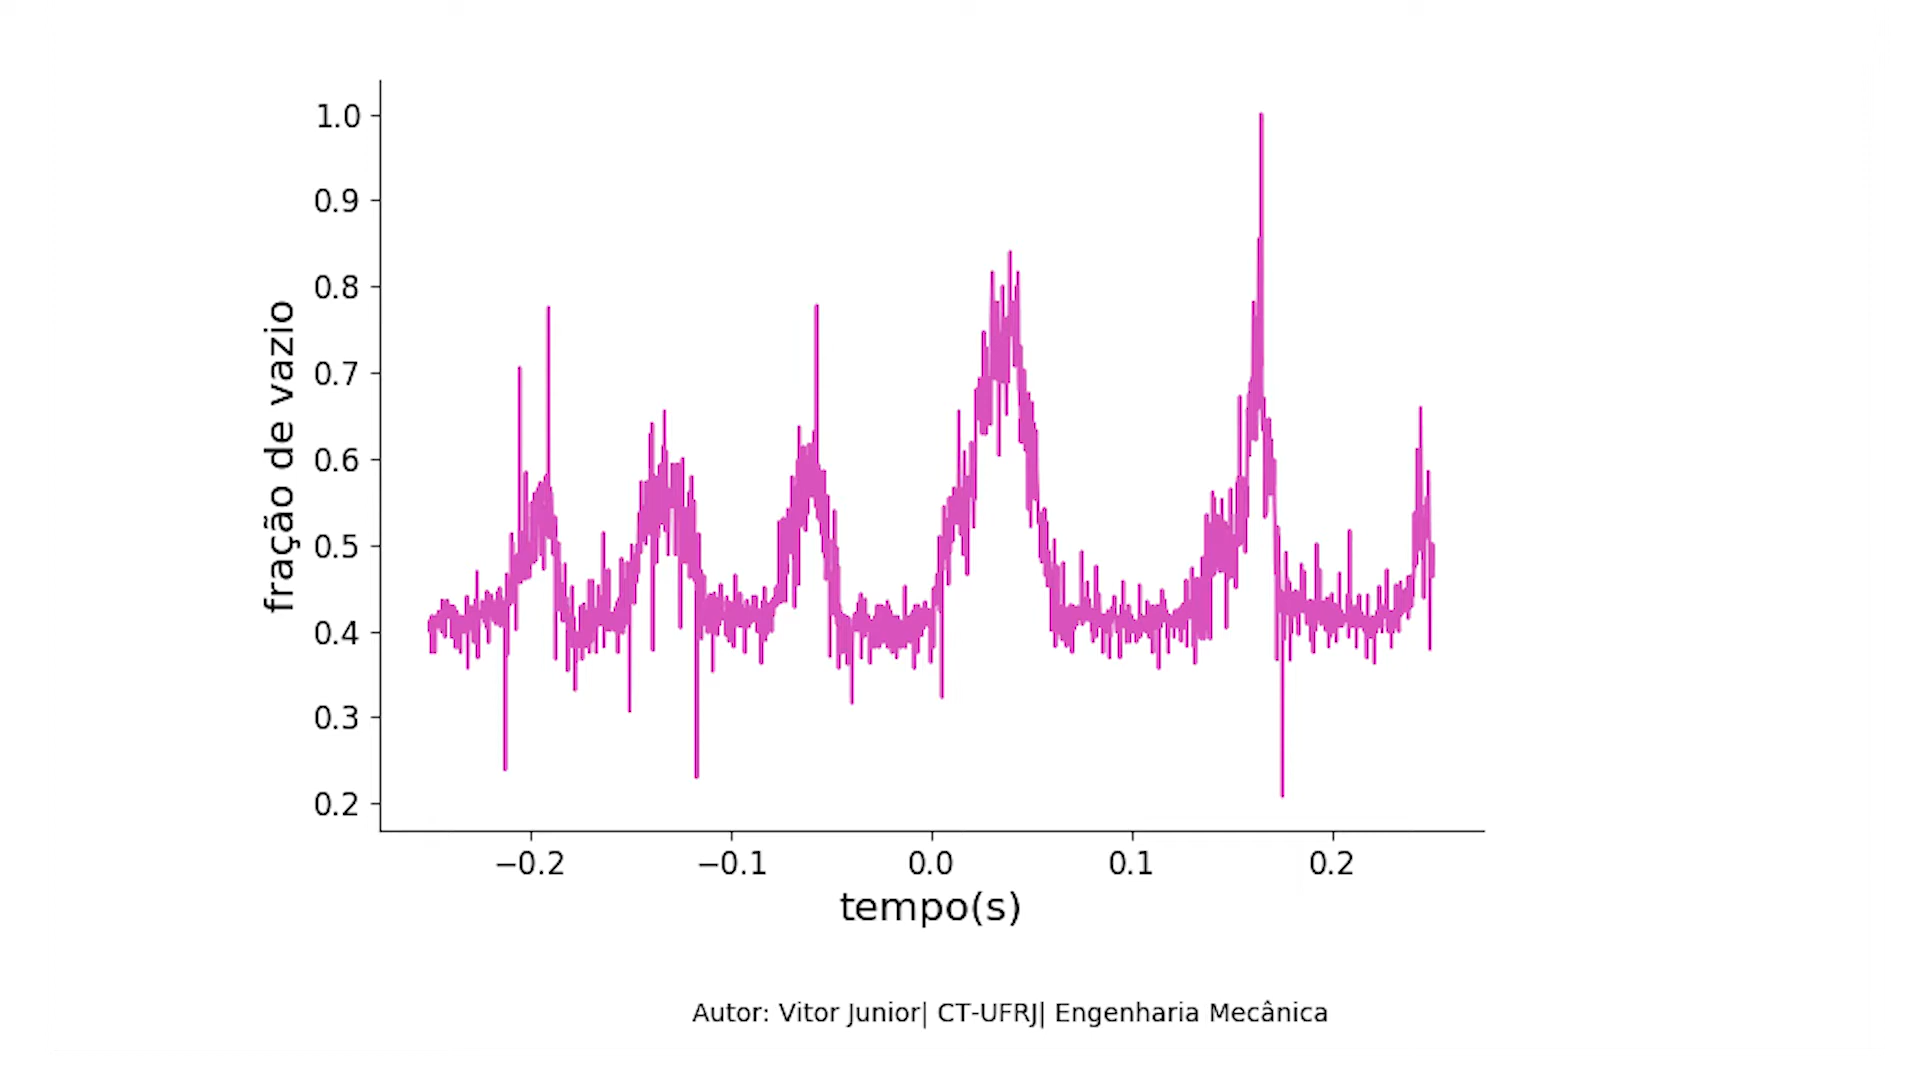 1.0
0.9
0.8
0.7
0.6
0.5
0.4
0.3
0.2
fração de vazio
−0.2 −0.1 0.0 0.1 0.2
tempo(s)
Autor: Vitor Junior| CT-UFRJ| Engenharia Mecânica